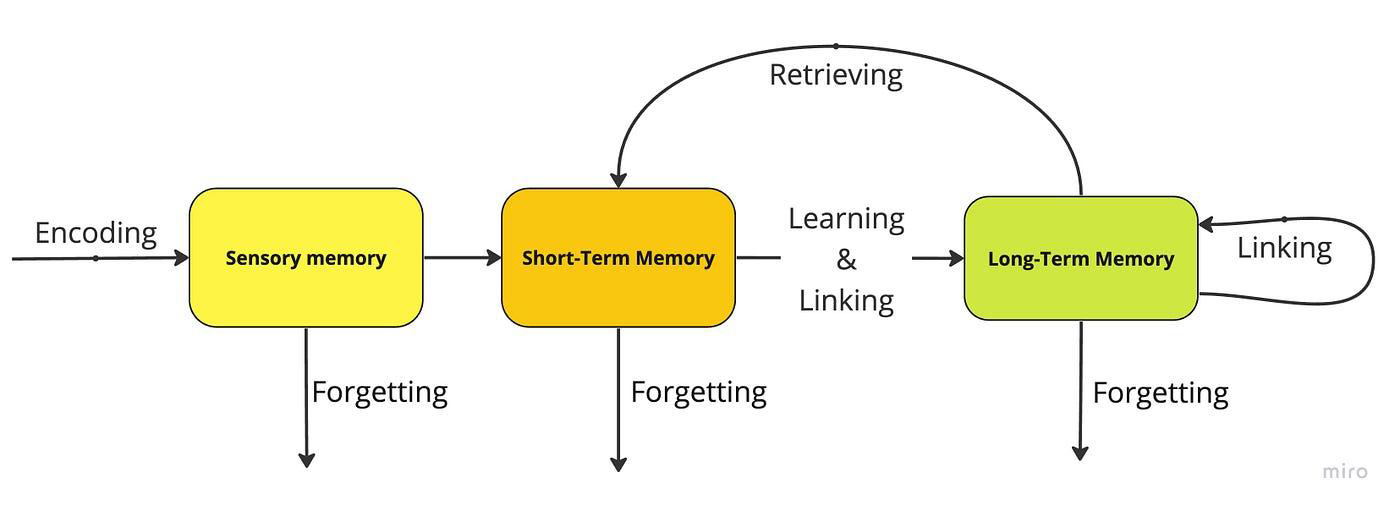 Retrieving
Encoding
Sensory memory
Short-Term Memory
Learning
&
Linking
Long-Term Memory
Linking
Forgetting
Forgetting
Forgetting
miro